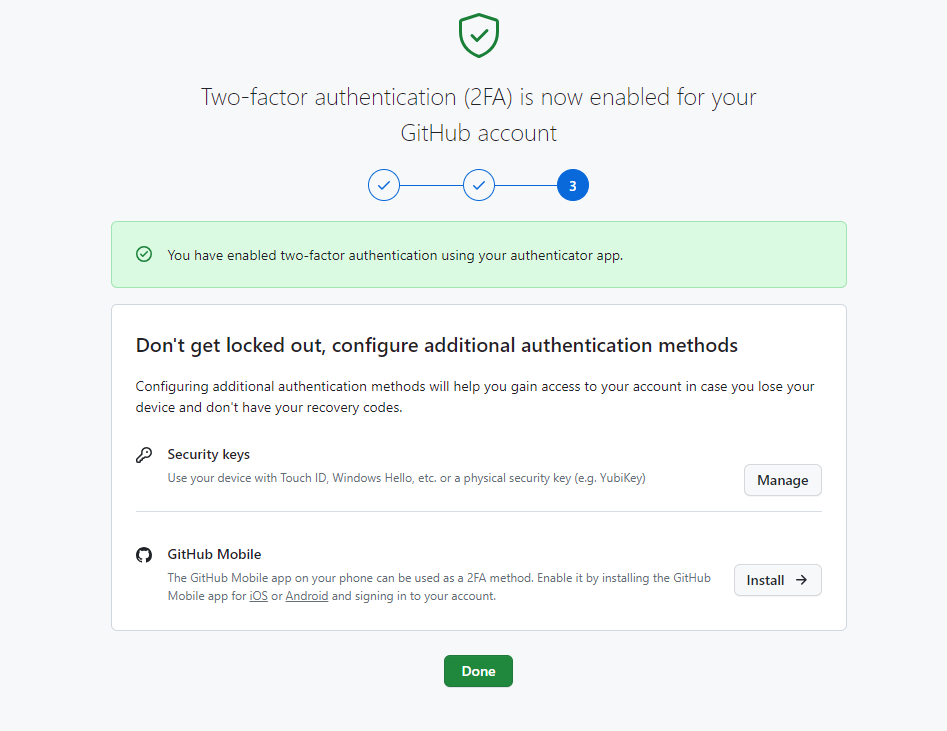 Two-factor authentication (2FA) is now enabled for your
GitHub account
3
You have enabled two-factor authentication using your authenticator app.
Don't get locked out, configure additional authentication methods
Configuring additional authentication methods will help you gain access to your account in case you lose your
device and don't have your recovery codes.
Security keys
Use your device with Touch ID, Windows Hello, etc. or a physical security key (e.g. YubiKey)
Manage
GitHub Mobile
The GitHub Mobile app on your phone can be used as a 2FA method. Enable it by installing the GitHub
Mobile app for iOS or Android and signing in to your account.
Install
Done